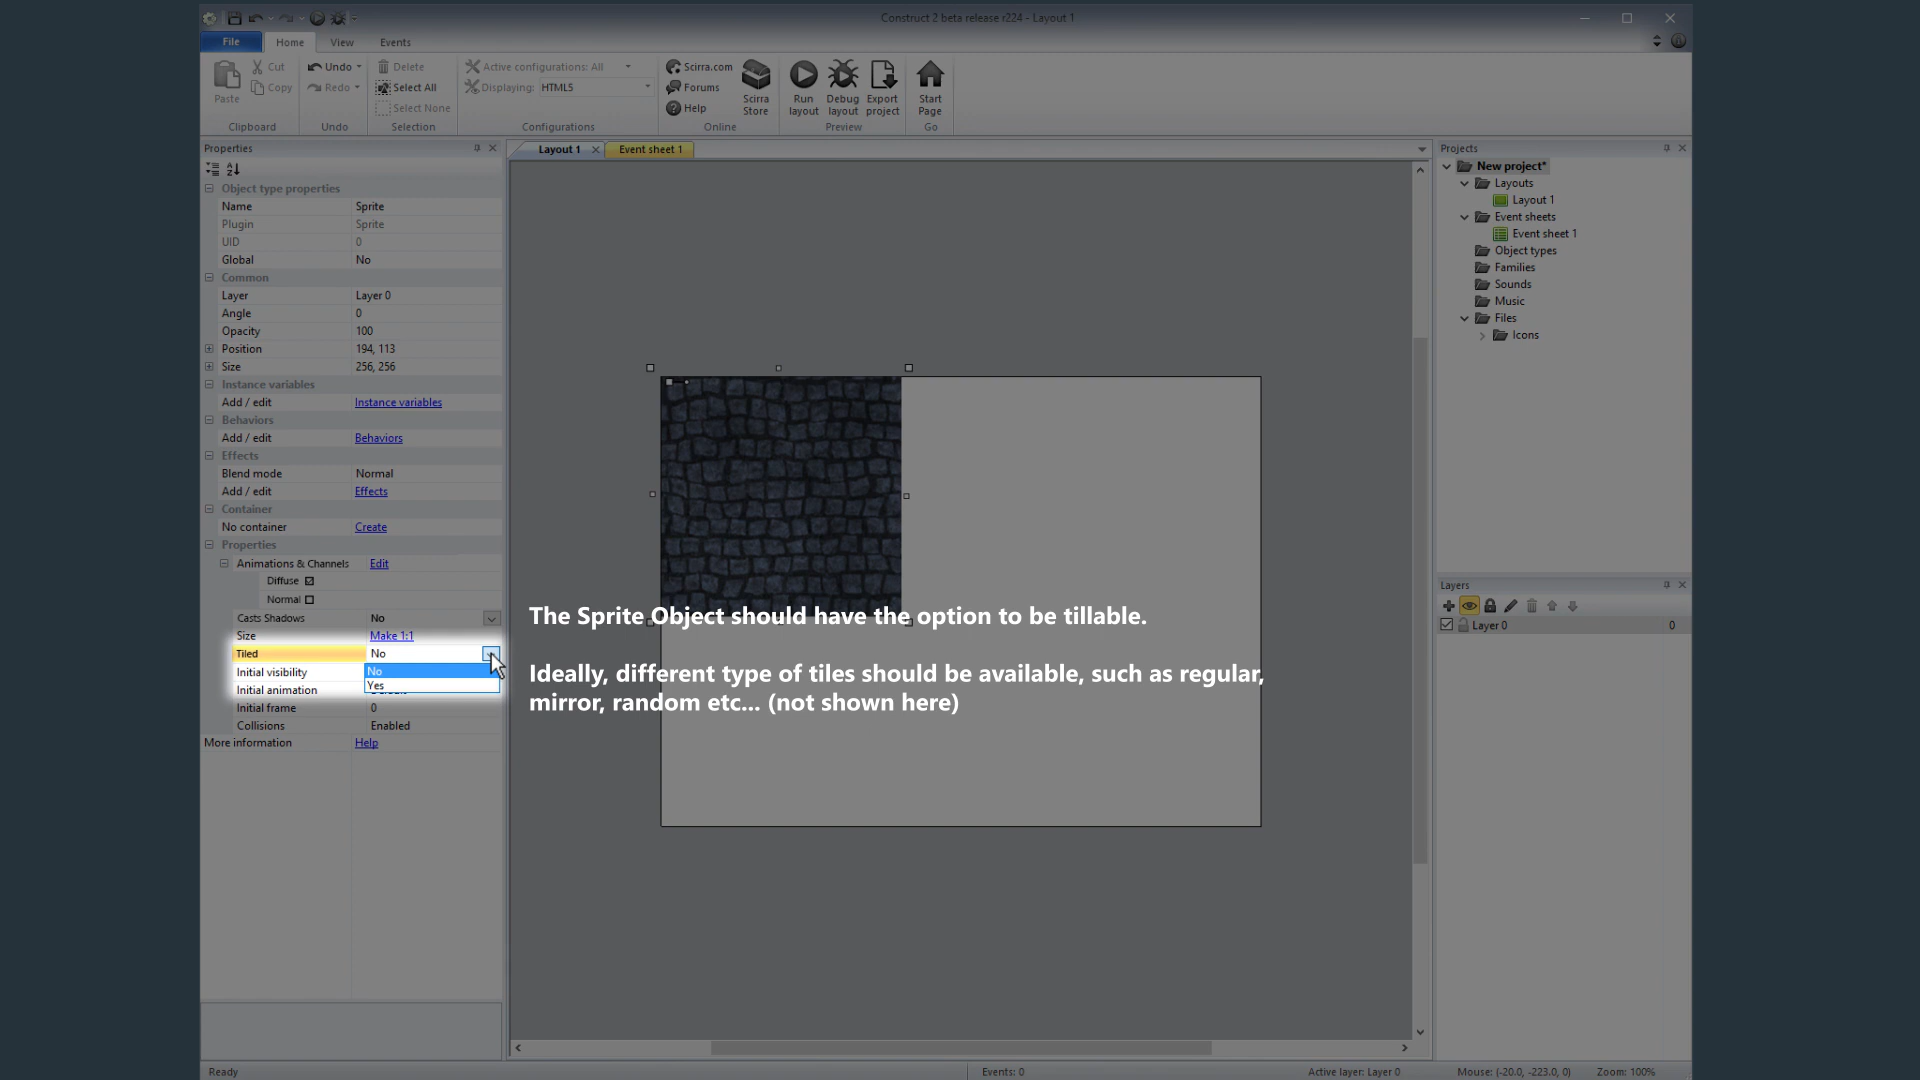 Construct 2 beta release r224 - Layout 1
File Home View Events
Paste
Cut
Copy
Clipboard
Undo
Redo
Undo
Delete
Select All
Select None
Selection
Active configurations: All
Displaying: HTML5
Configurations
Scirra.com
Forums
Help
Scirra
Store
Online
Run
layout
Debug
layout
Export
project
Preview
Start
Page
Go
Properties
Object type properties
Name Sprite
Plugin Sprite
UID 0
Global No
Common
Layer Layer 0
Angle 0
Opacity 100
Position 194, 113
Size 256, 256
Instance variables
Add / edit Instance variables
Behaviors
Add / edit Behaviors
Effects
Blend mode Normal
Add / edit Effects
Container
No container Create
Properties
Animations & Channels Edit
Diffuse
Normal
Casts Shadows No
Size Make 1:1
Tiled No
No
Initial visibility
Yes
Initial animation
Initial frame 0
Collisions Enabled
More information Help
Layout 1
Event sheet 1
The Sprite Object should have the option to be tillable.
Ideally, different type of tiles should be available, such as regular,
mirror, random etc... (not shown here)
Projects
New project*
Layouts
Layout 1
Event sheets
Event sheet 1
Object types
Families
Sounds
Music
Files
Icons
Layers
Layer 0 0
Ready
Events: 0
Active layer: Layer 0
Mouse: (-20.0, -223.0, 0)
Zoom: 100%